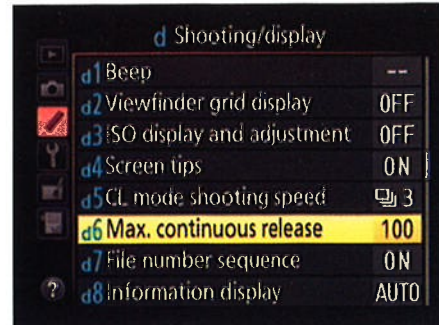 d Shooting/display
d1 Beep --
d2 Viewfinder grid display OFF
d3 ISO display and adjustment OFF
d4 Screen tips ON
d5 CL mode shooting speed 3
d6 Max. continuous release 100
d7 File number sequence ON
? d8 Information display AUTO